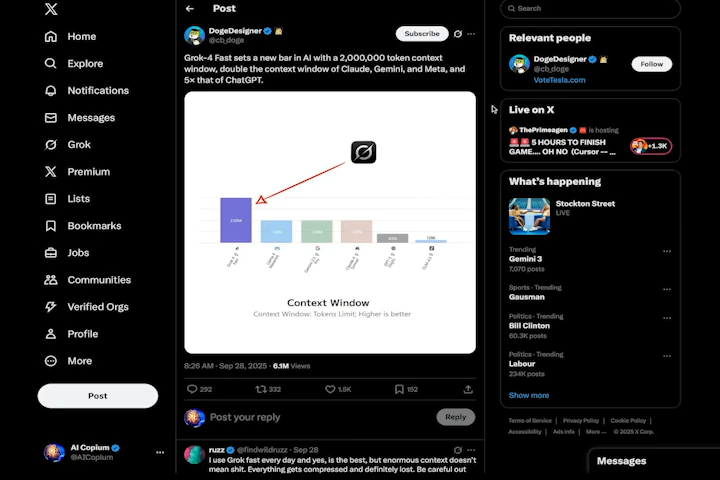 Home
Explore
Notifications
Messages
Grok
Premium
Lists
Bookmarks
Jobs
Communities
Verified Orgs
Profile
More
Post
AI Copium
@AICopium
Post
DogeDesigner
@cb_doge
Subscribe
Grok-4 Fast sets a new bar in AI with a 2,000,000 token context
window, double the context window of Claude, Gemini, and Meta, and
5× that of ChatGPT.
Context Window
Context Window: Tokens Limit; Higher is better
8:26 AM · Sep 28, 2025 · 6.1M Views
292
332
1.5K
152
Post your reply
Reply
ruzz @findwildruzz · Sep 28
I use Grok fast every day and yes, is the best, but enormous context doesn't
mean shit. Everything gets compressed and definitely lost. Be careful out
Search
Relevant people
DogeDesigner
@cb_doge
Follow
VoteTesla.com
Live on X
ThePrimeagen is hosting
5 HOURS TO FINISH
GAME.... OH NO (Cursor --- ...
+1.3K
What's happening
Stockton Street
LIVE
Trending
Gemini 3
7,070 posts
Sports · Trending
Gausman
Politics · Trending
Bill Clinton
60.3K posts
Politics · Trending
Labour
234K posts
Show more
Terms of Service | Privacy Policy | Cookie Policy |
Accessibility | Ads info | More ... © 2025 X Corp.
Messages